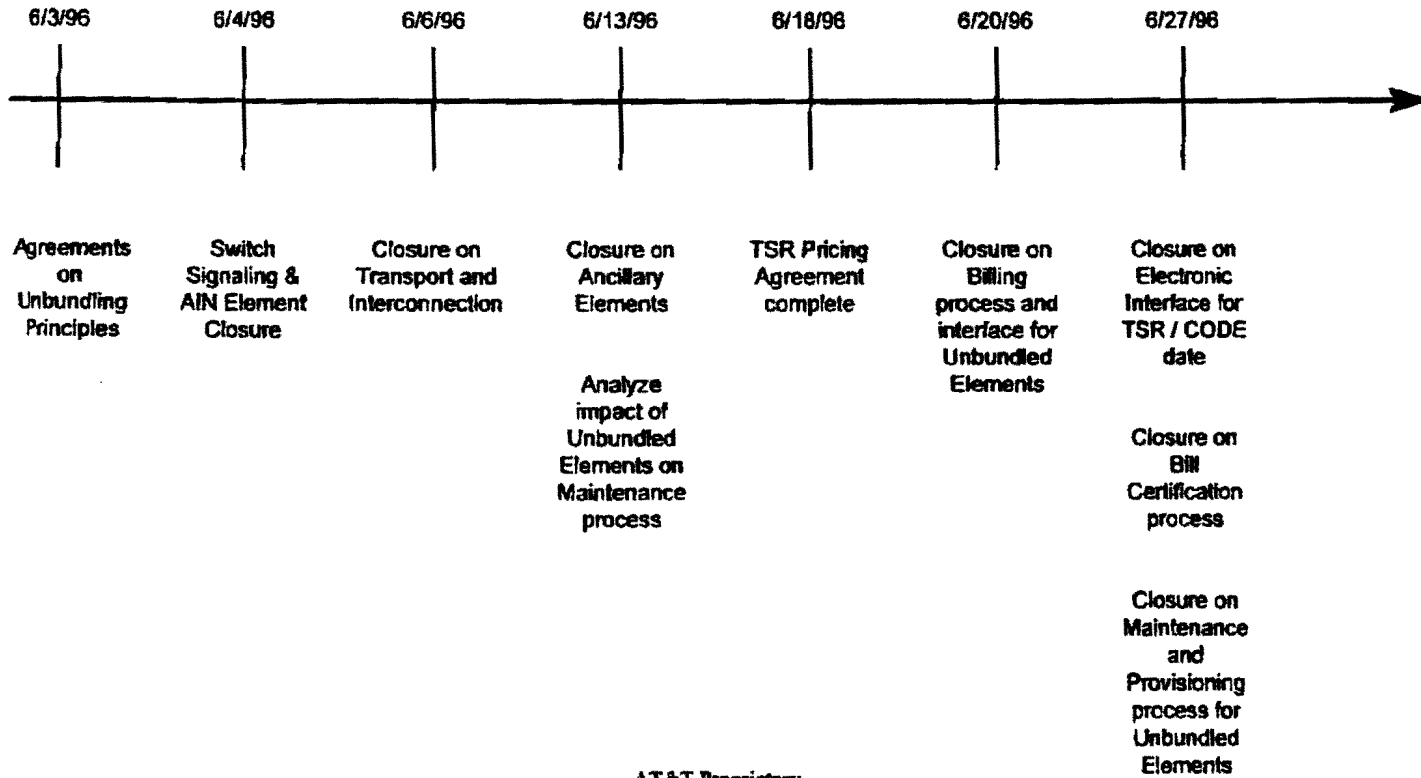 6/3/96
6/4/96
6/6/96
6/13/96
6/18/96
6/20/96
6/27/96
Agreements
on
Unbundling
Principles
Switch
Signaling &
AIN Element
Closure
Closure on
Transport and
Interconnection
Closure on
Ancillary
Elements
Analyze
impact of
Unbundled
Elements on
Maintenance
process
TSR Pricing
Agreement
complete
Closure on
Billing
process and
interface for
Unbundled
Elements
Closure on
Electronic
Interface for
TSR / CODE
date
Closure on
Bill
Certification
process
Closure on
Maintenance
and
Provisioning
process for
Unbundled
Elements
AT&T Proprietary